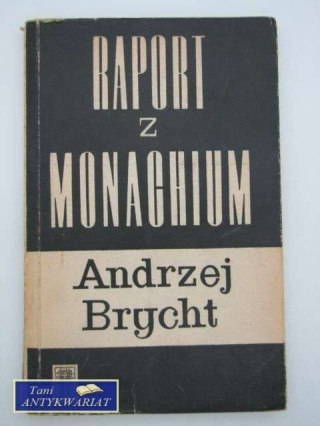 RAPORT
Z
MONACHIUM
Andrzej
Brycht
Tani
ANTYKWARIAT